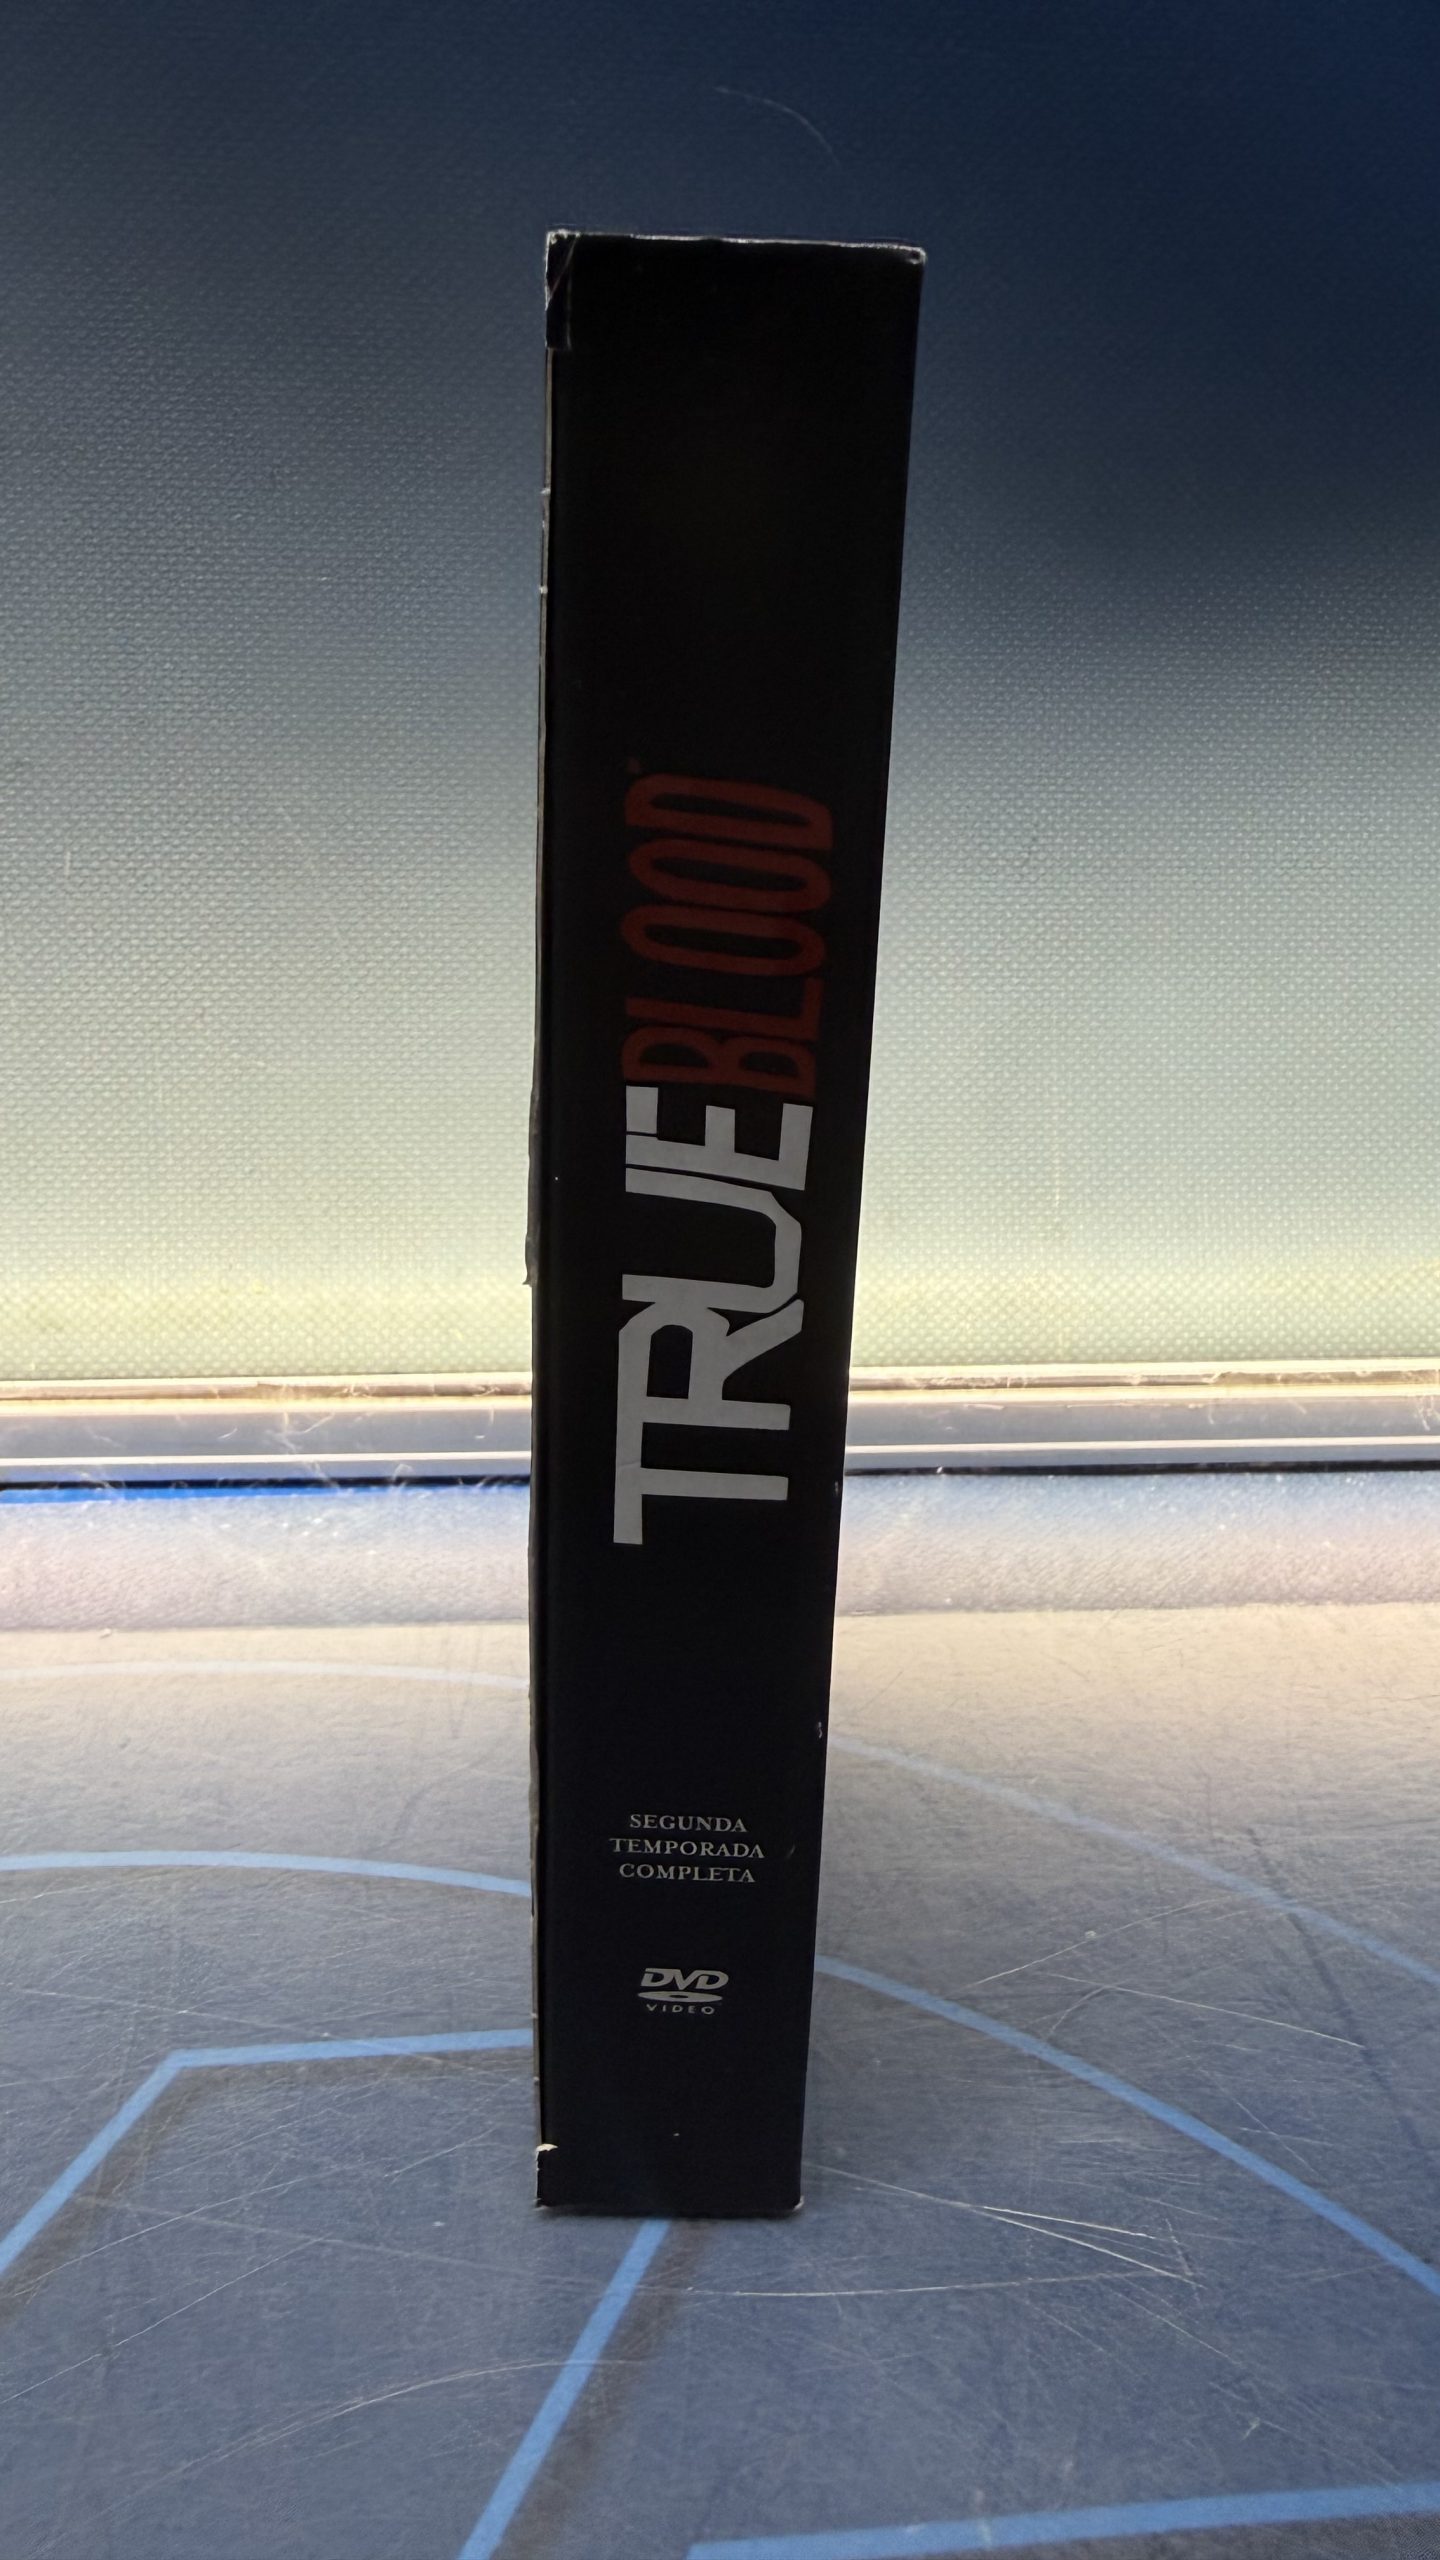 TRUE BLOOD
SEGUNDA
TEMPORADA
COMPLETA
DVD
VIDEO